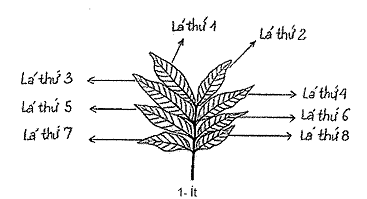 Lá thứ 1
Lá thứ 2
Lá thứ 3
Lá thứ 4
Lá thứ 5
Lá thứ 6
Lá thứ 7
Lá thứ 8
1- ít